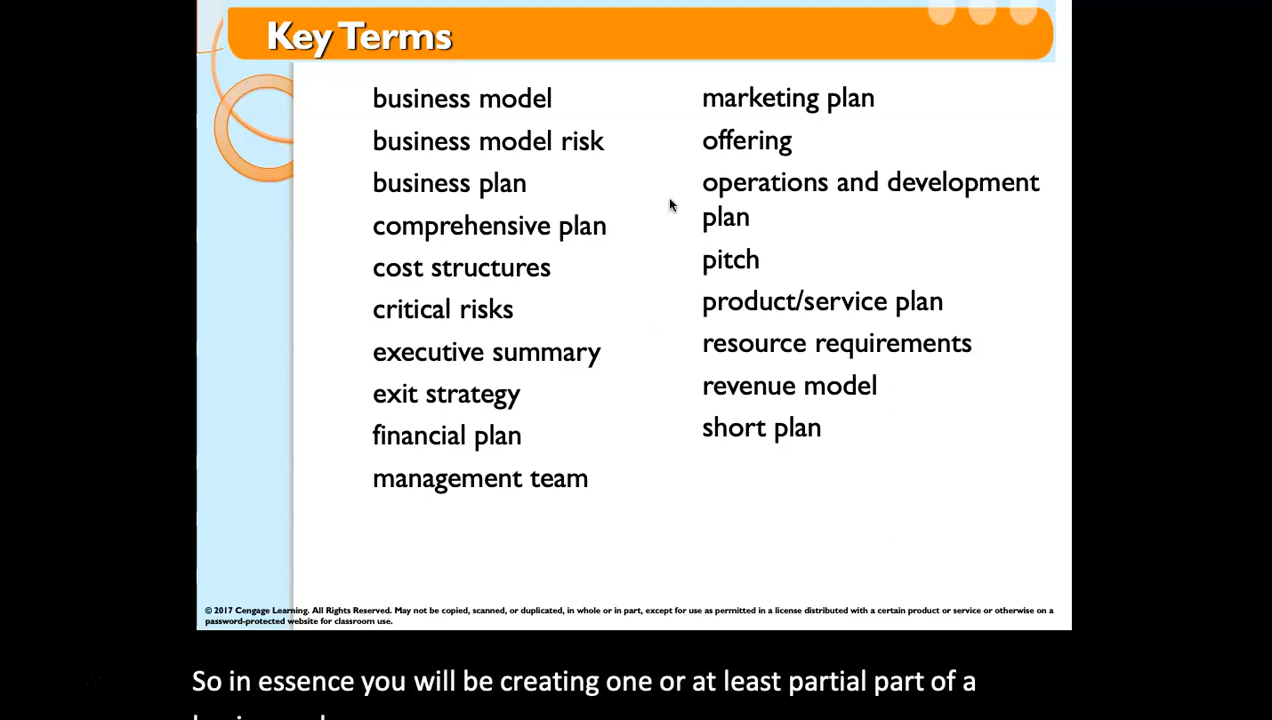 Key Terms
business model
business model risk
business plan
comprehensive plan
cost structures
critical risks
executive summary
exit strategy
financial plan
management team
marketing plan
offering
operations and development
plan
pitch
product/service plan
resource requirements
revenue model
short plan
© 2017 Cengage Learning. All Rights Reserved. May not be copied, scanned, or duplicated, in whole or in part, except for use as permitted in a license distributed with a certain product or service or otherwise on a
password-protected website for classroom use.
So in essence you will be creating one or at least partial part of a